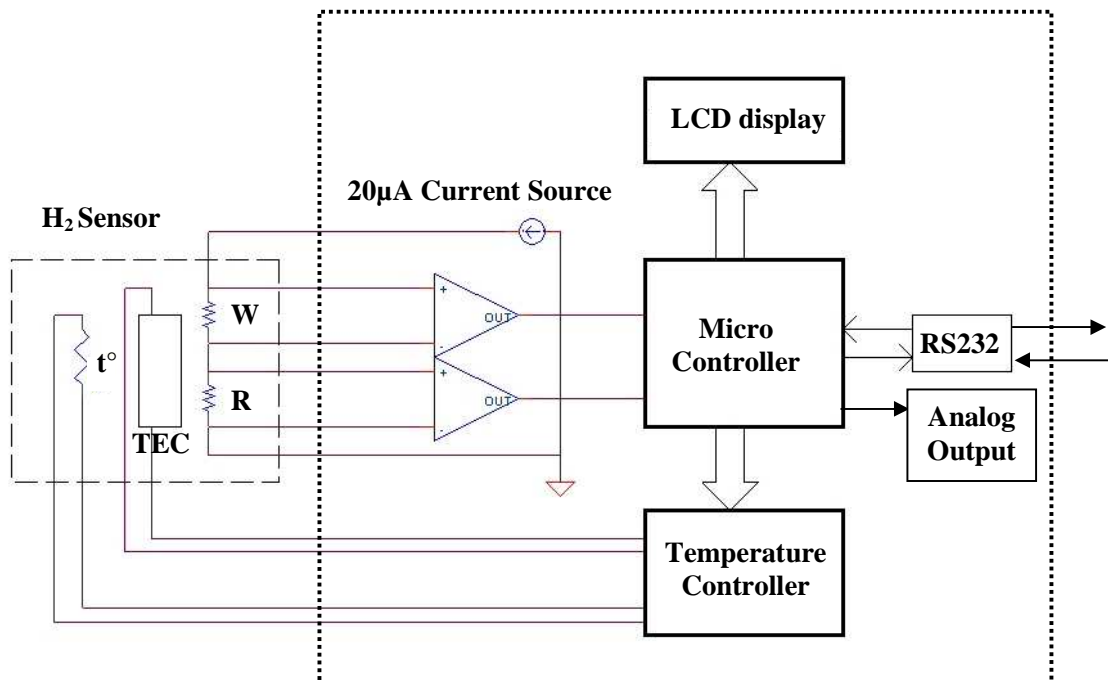 LCD display
20µA Current Source
H₂ Sensor
+
W
OUT
-
t°
Micro
Controller
RS232
+
R
OUT
-
TEC
Analog
Output
Temperature
Controller